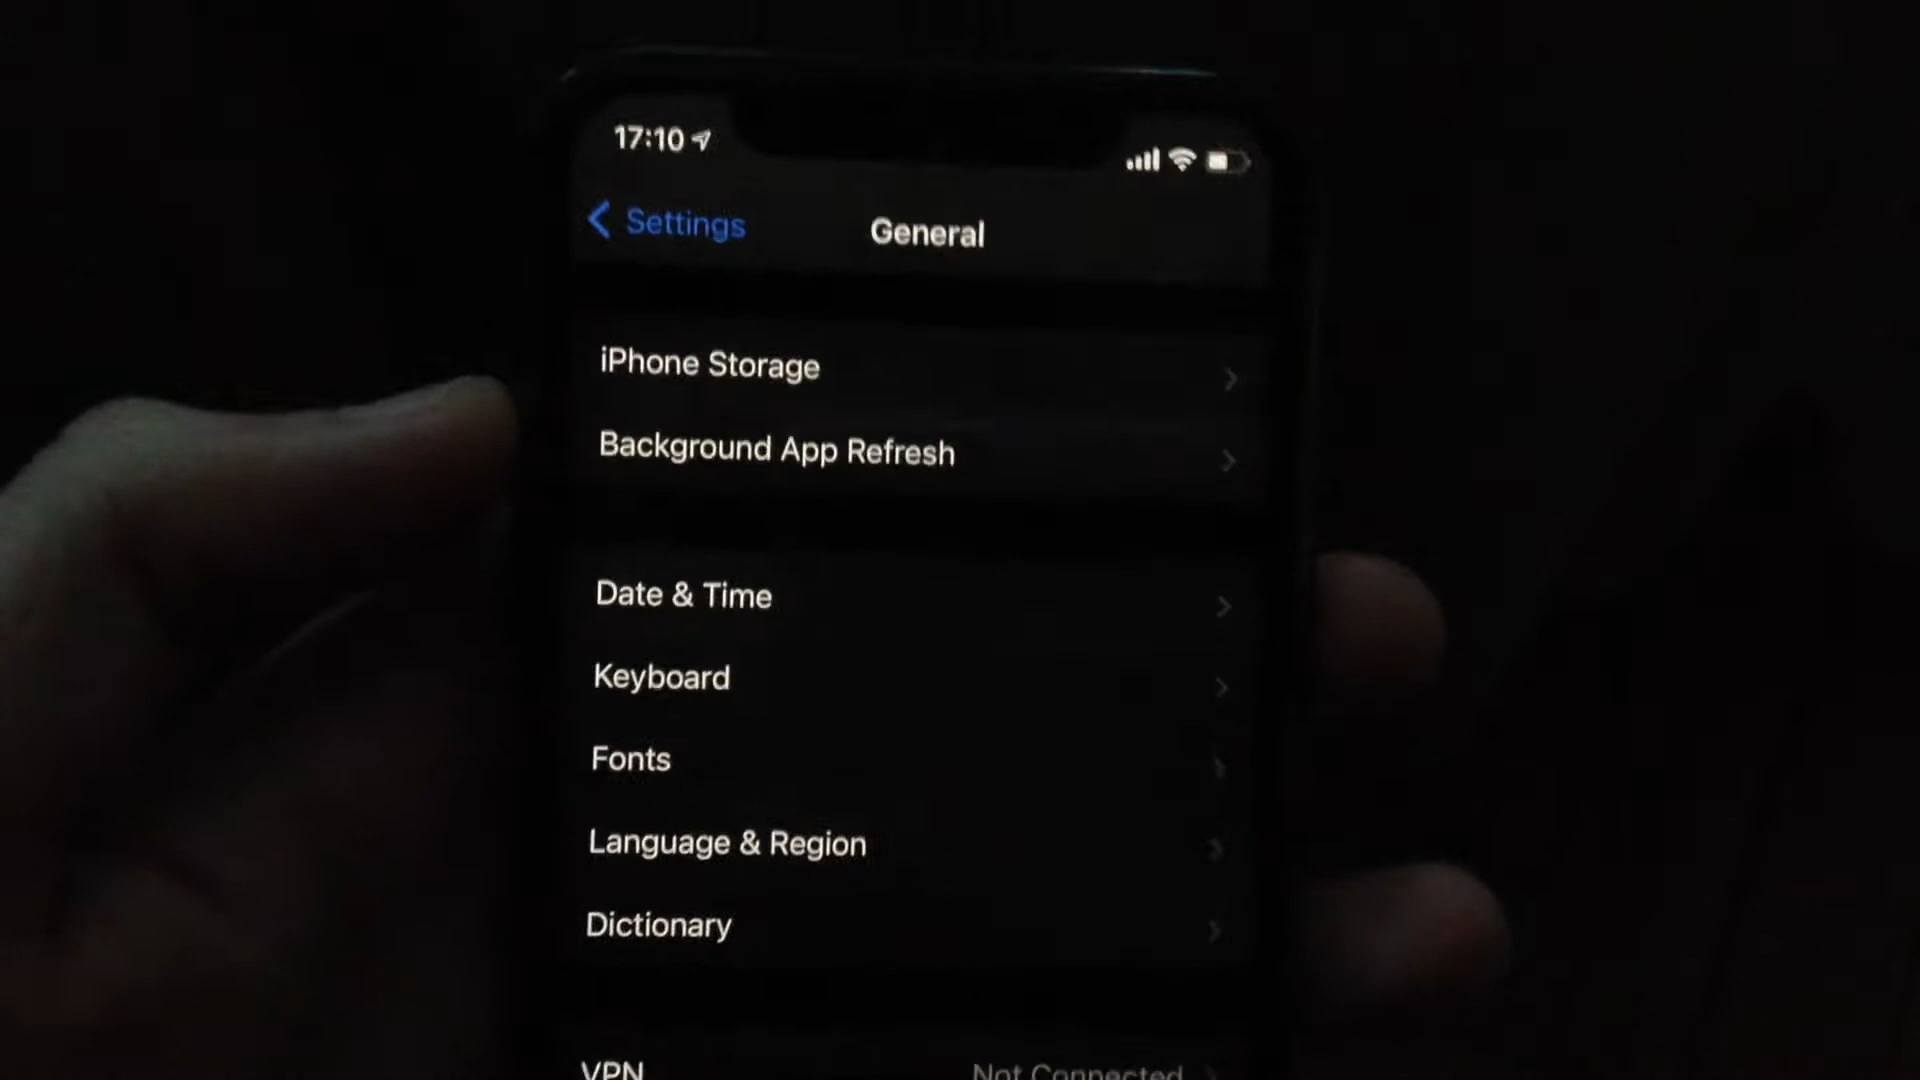 17:10
Settings
General
iPhone Storage
Background App Refresh
Date & Time
Keyboard
Fonts
Language & Region
Dictionary
VPN Not Connected